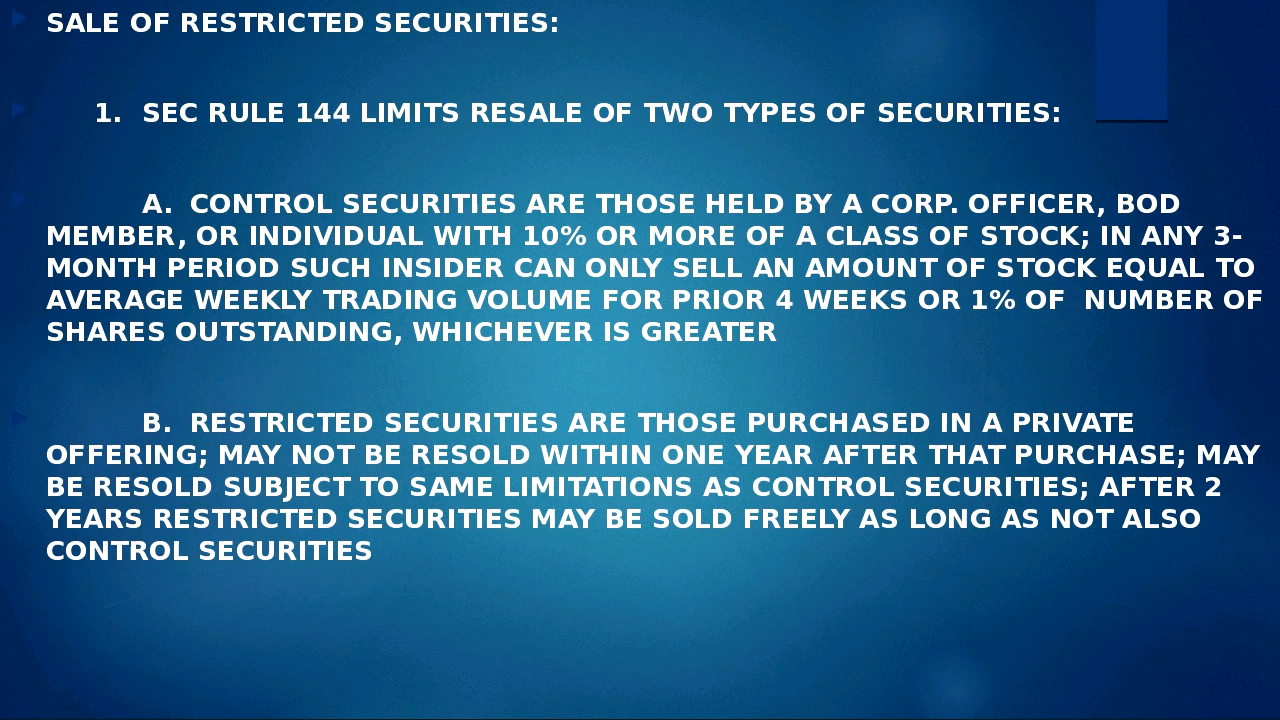 SALE OF RESTRICTED SECURITIES:
1. SEC RULE 144 LIMITS RESALE OF TWO TYPES OF SECURITIES:
A. CONTROL SECURITIES ARE THOSE HELD BY A CORP. OFFICER, BOD
MEMBER, OR INDIVIDUAL WITH 10% OR MORE OF A CLASS OF STOCK; IN ANY 3-
MONTH PERIOD SUCH INSIDER CAN ONLY SELL AN AMOUNT OF STOCK EQUAL TO
AVERAGE WEEKLY TRADING VOLUME FOR PRIOR 4 WEEKS OR 1% OF NUMBER OF
SHARES OUTSTANDING, WHICHEVER IS GREATER
B. RESTRICTED SECURITIES ARE THOSE PURCHASED IN A PRIVATE
OFFERING; MAY NOT BE RESOLD WITHIN ONE YEAR AFTER THAT PURCHASE; MAY
BE RESOLD SUBJECT TO SAME LIMITATIONS AS CONTROL SECURITIES; AFTER 2
YEARS RESTRICTED SECURITIES MAY BE SOLD FREELY AS LONG AS NOT ALSO
CONTROL SECURITIES